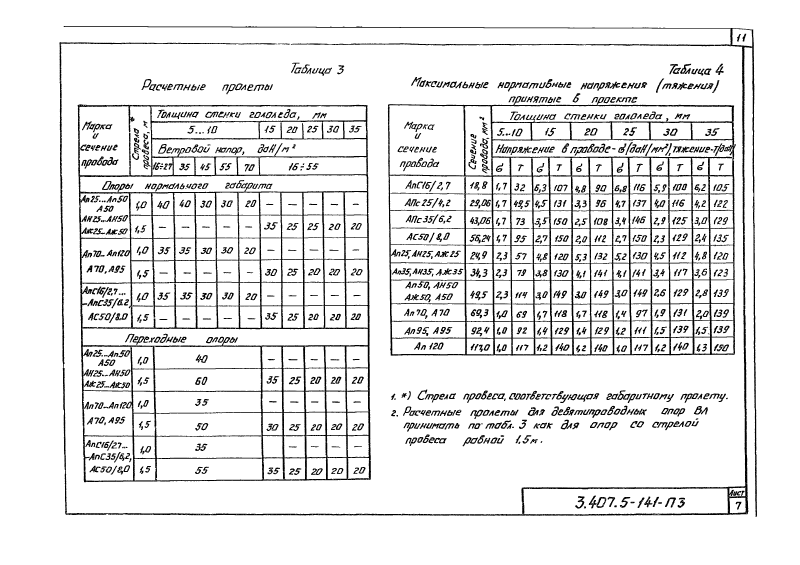 11
Таблица 3
Расчетные пролеты
Марка и сечение провода | Стрела *) провеса, м | Толщина стенки гололеда, мм
5...10 | 15 | 20 | 25 | 30 | 35
Ветровой напор, даН/м²
16÷27 | 35 | 45 | 55 | 70 | 16÷55
Опоры нормального габарита
Ап25...Ап50 А50 | 1,0 | 40 | 40 | 30 | 30 | 20 | – | – | – | – | –
АН25...АН50 Аж25...Аж50 | 1,5 | – | – | – | – | – | 35 | 25 | 25 | 20 | 20
Ап70...Ап120 | 1,0 | 35 | 35 | 30 | 30 | 20 | – | – | – | – | –
А70, А95 | 1,5 | – | – | – | – | – | 30 | 25 | 20 | 20 | 20
АпС16/2,7... –АпС35/6,2, | 1,0 | 35 | 35 | 30 | 30 | 20 | – | – | – | – | –
АС50/8,0 | 1,5 | – | – | – | – | – | 35 | 25 | 20 | 20 | 20
Переходные опоры
Ап25...Ап50 А50 | 1,0 | 40 | – | – | – | – | –
АН25...АН50 Аж25...Аж50 | 1,5 | 60 | 35 | 25 | 20 | 20 | 20
Ап70...Ап120 | 1,0 | 35 | – | – | – | – | –
А70, А95 | 1,5 | 50 | 30 | 25 | 20 | 20 | 20
АпС16/2,7... –АпС35/6,2, | 1,0 | 35 | – | – | – | – | –
АС50/8,0 | 1,5 | 55 | 35 | 25 | 20 | 20 | 20
Таблица 4
Максимальные нормативные напряжения (тяжения)
принятые в проекте
Марка и сечение провода | Сечение провода, мм² | Толщина стенки гололеда, мм
5...10 | 15 | 20 | 25 | 30 | 35
Напряжение в проводе – σ (даН/мм²) тяжение – Т (даН)
σ | Т | σ | Т | σ | Т | σ | Т | σ | Т | σ | Т
АпС16/2,7 | 18,8 | 1,7 | 32 | 6,3 | 107 | 4,8 | 90 | 6,8 | 116 | 5,9 | 100 | 6,2 | 105
АПс25/4,2 | 29,06 | 1,7 | 49,5 | 4,5 | 131 | 3,3 | 96 | 4,7 | 137 | 4,0 | 116 | 4,2 | 122
АПс35/6,2 | 43,06 | 1,7 | 73 | 3,5 | 150 | 2,5 | 108 | 3,4 | 146 | 2,9 | 125 | 3,0 | 129
АС50/8,0 | 56,24 | 1,7 | 95 | 2,7 | 150 | 2,0 | 112 | 2,7 | 150 | 2,3 | 129 | 2,4 | 135
Ап25, АН25, Аж25 | 24,9 | 2,3 | 57 | 4,8 | 120 | 5,3 | 132 | 5,2 | 130 | 4,5 | 112 | 4,8 | 120
Ап35, АН35, Аж35 | 34,3 | 2,3 | 78 | 3,8 | 130 | 4,1 | 141 | 4,1 | 141 | 3,4 | 117 | 3,6 | 123
Ап50, АН50 Аж50, А50 | 49,5 | 2,3 | 114 | 3,0 | 149 | 3,0 | 149 | 3,0 | 149 | 2,6 | 129 | 2,8 | 139
Ап70, А70 | 69,3 | 1,0 | 69 | 1,7 | 118 | 1,7 | 118 | 1,4 | 97 | 1,9 | 131 | 2,0 | 139
Ап95, А95 | 92,4 | 1,0 | 92 | 1,4 | 129 | 1,4 | 129 | 1,2 | 111 | 1,5 | 139 | 1,5 | 139
Ап120 | 117,0 | 1,0 | 117 | 1,2 | 140 | 1,2 | 140 | 1,0 | 117 | 1,2 | 140 | 1,3 | 150
1. *) Стрела провеса, соответствующая габаритному пролету.
2. Расчетные пролеты для девятипроводных опор ВЛ
принимать по табл. 3 как для опор со стрелой
провеса равной 1,5 м.
3.407.5-141-ПЗ
Лист
7